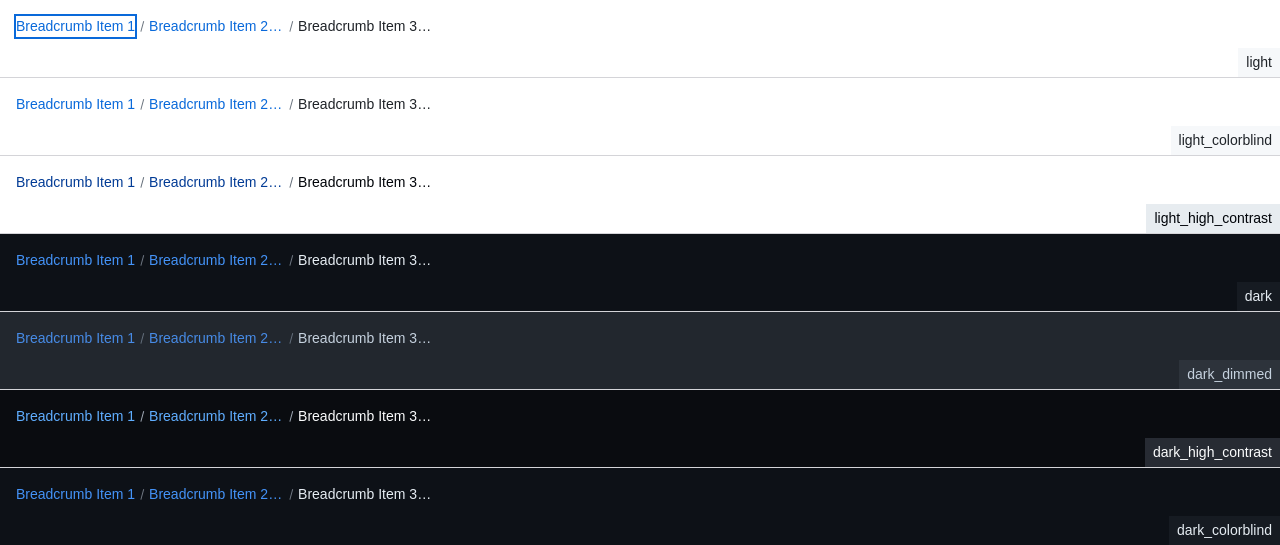 Breadcrumb Item 1 / Breadcrumb Item 2… / Breadcrumb Item 3…
light
Breadcrumb Item 1 / Breadcrumb Item 2… / Breadcrumb Item 3…
light_colorblind
Breadcrumb Item 1 / Breadcrumb Item 2… / Breadcrumb Item 3…
light_high_contrast
Breadcrumb Item 1 / Breadcrumb Item 2… / Breadcrumb Item 3…
dark
Breadcrumb Item 1 / Breadcrumb Item 2… / Breadcrumb Item 3…
dark_dimmed
Breadcrumb Item 1 / Breadcrumb Item 2… / Breadcrumb Item 3…
dark_high_contrast
Breadcrumb Item 1 / Breadcrumb Item 2… / Breadcrumb Item 3…
dark_colorblind